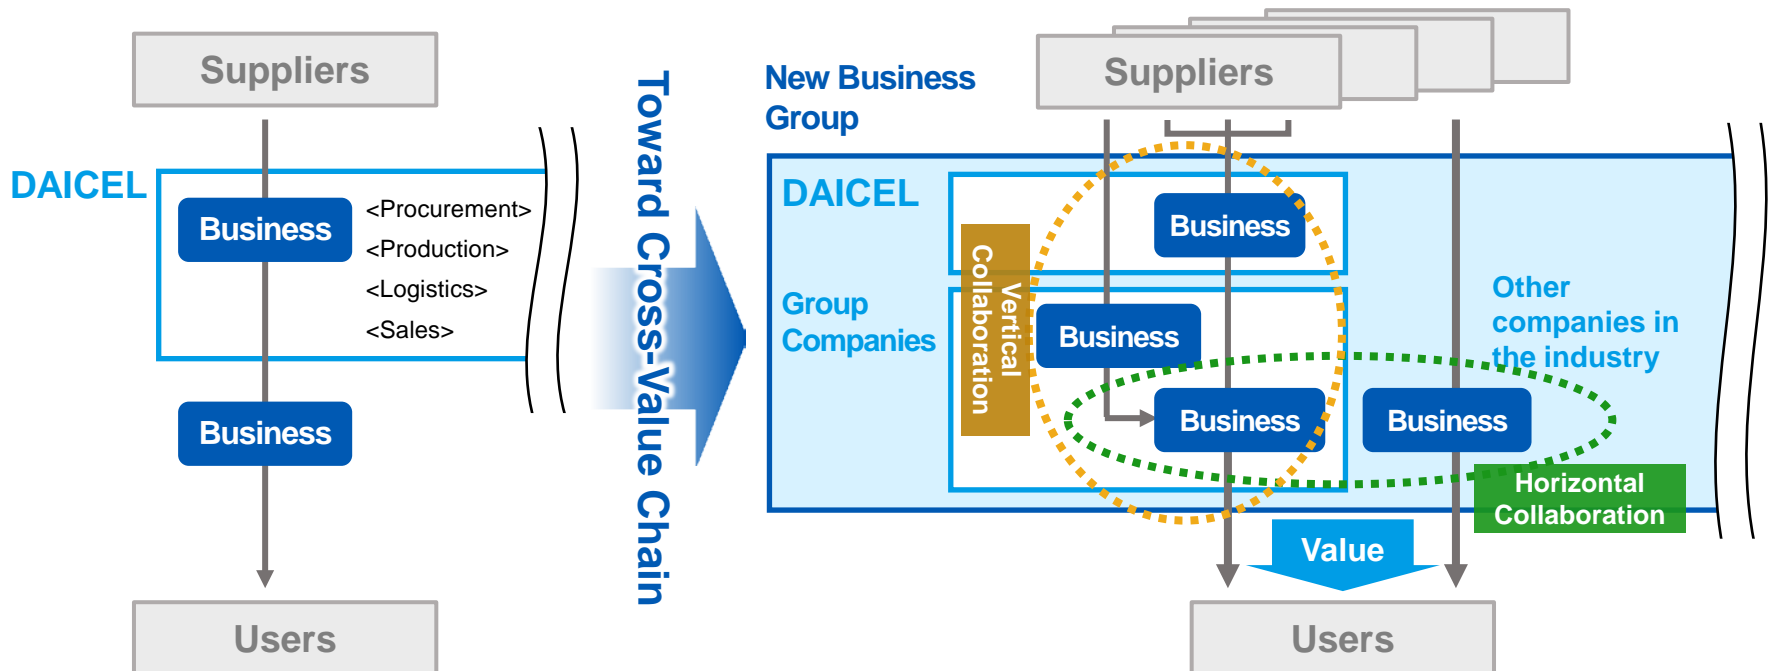 Suppliers
DAICEL
Business
<Procurement>
<Production>
<Logistics>
<Sales>
Business
Users
Toward Cross-Value Chain
New Business
Group
Suppliers
DAICEL
Business
Vertical
Collaboration
Group
Companies
Business
Business
Other
companies in
the industry
Business
Horizontal
Collaboration
Value
Users